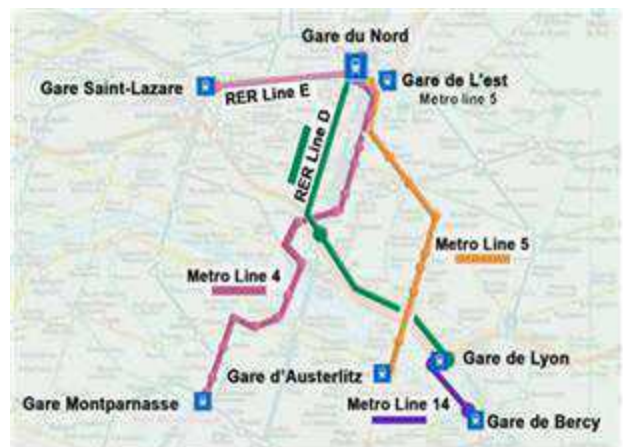 Gare du Nord
Gare Saint-Lazare
Gare de L'est
Metro line 5
RER Line E
RER Line D
Metro Line 5
Metro Line 4
Gare de Lyon
Gare d'Austerlitz
Gare Montparnasse
Metro Line 14
Gare de Bercy